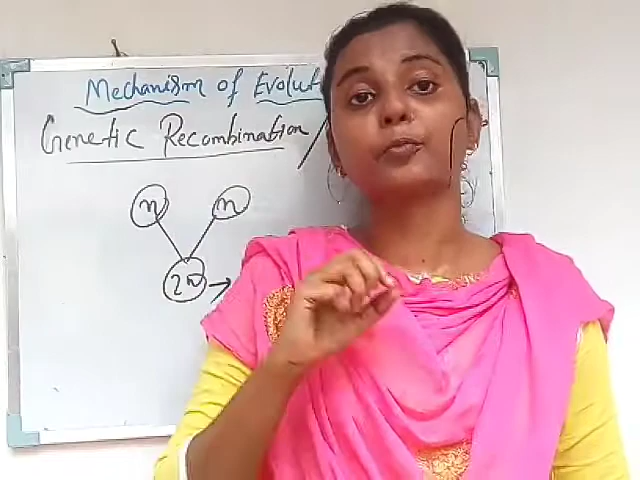 Mechanism of Evolut
Genetic Recombination /
n n
2n →